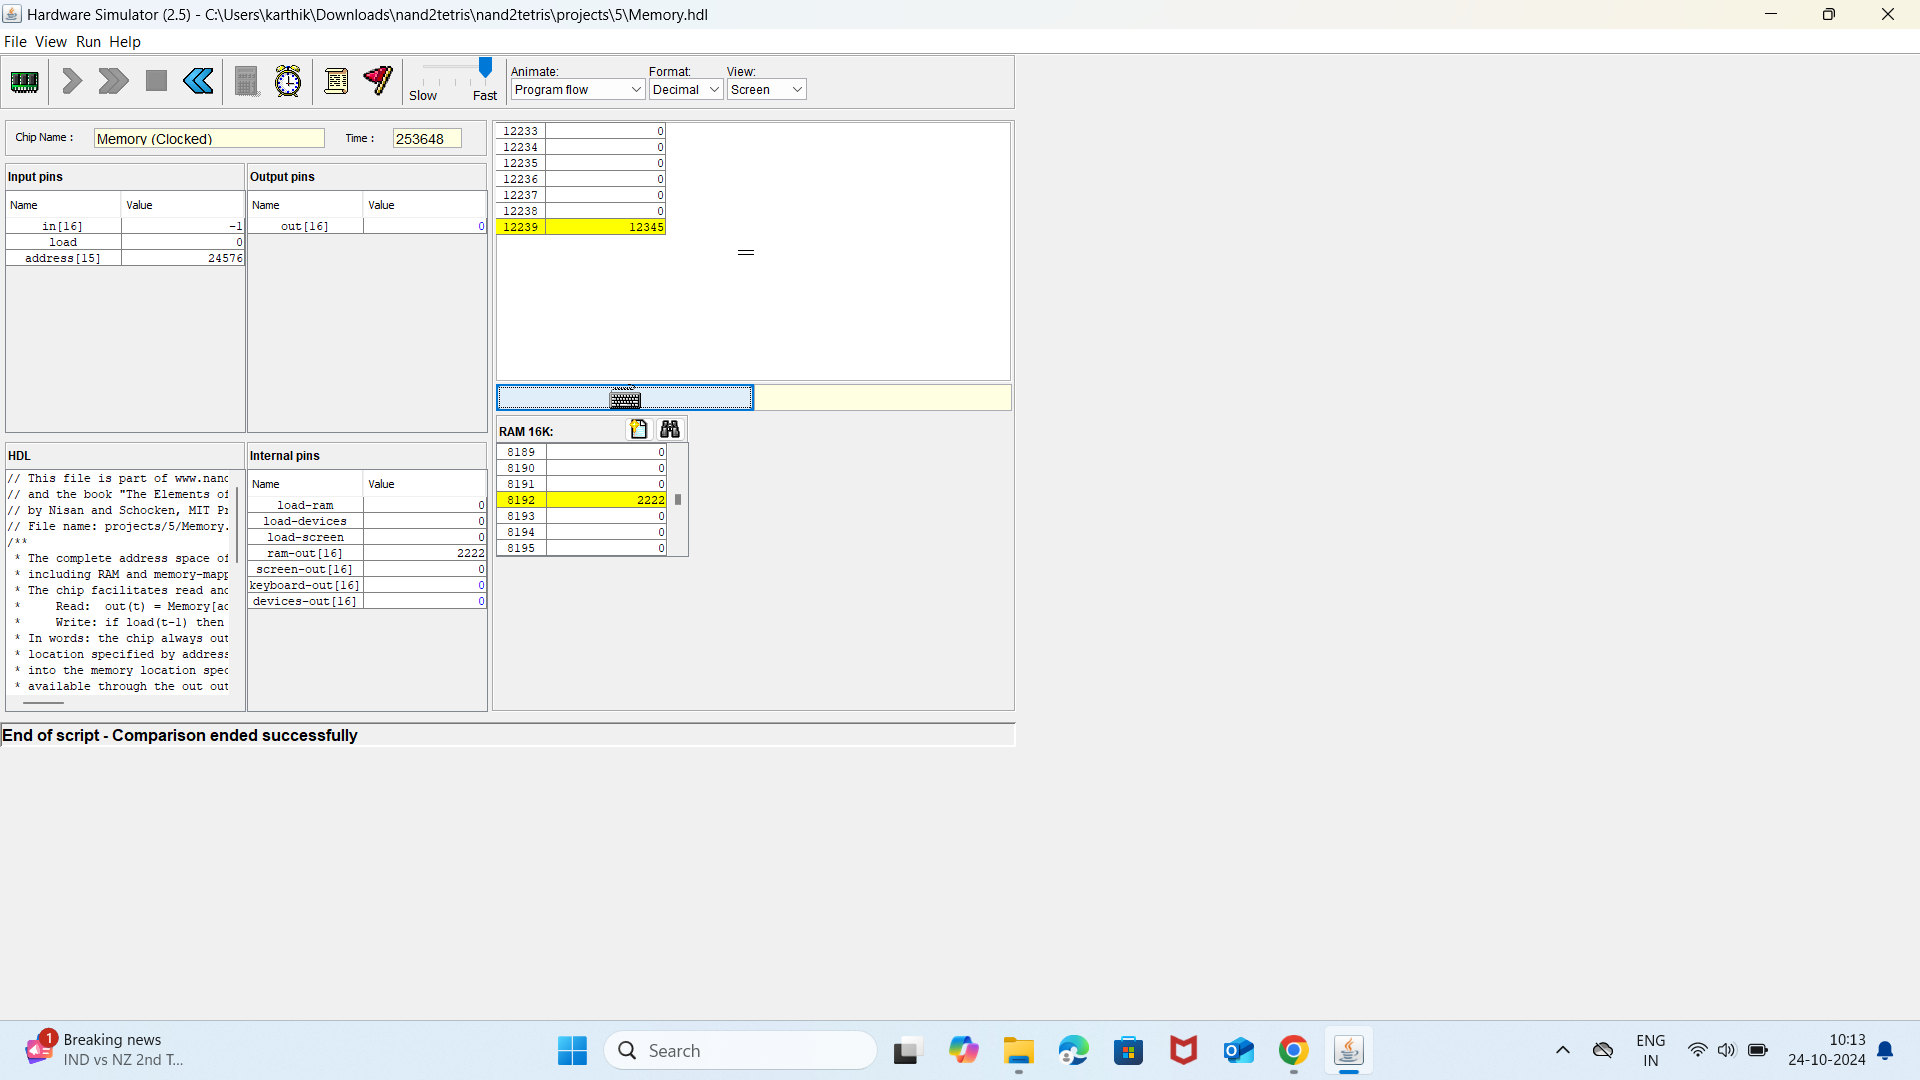 Hardware Simulator (2.5) - C:\Users\karthik\Downloads\nand2tetris\nand2tetris\projects\5\Memory.hdl
File View Run Help
Slow Fast
Animate: Format: View:
Program flow Decimal Screen
Chip Name : Memory (Clocked) Time : 253648
Input pins
Name Value
in[16] -1
load 0
address[15] 24576
Output pins
Name Value
out[16] 0
12233 0
12234 0
12235 0
12236 0
12237 0
12238 0
12239 12345
RAM 16K:
8189 0
8190 0
8191 0
8192 2222
8193 0
8194 0
8195 0
HDL
// This file is part of www.nand
// and the book "The Elements of
// by Nisan and Schocken, MIT Pr
// File name: projects/5/Memory.
/**
* The complete address space of
* including RAM and memory-mapp
* The chip facilitates read and
* Read: out(t) = Memory[ad
* Write: if load(t-1) then
* In words: the chip always out
* location specified by address
* into the memory location spec
* available through the out out
Internal pins
Name Value
load-ram 0
load-devices 0
load-screen 0
ram-out[16] 2222
screen-out[16] 0
keyboard-out[16] 0
devices-out[16] 0
End of script - Comparison ended successfully
1
Breaking news
IND vs NZ 2nd T...
Search
ENG
IN
10:13
24-10-2024